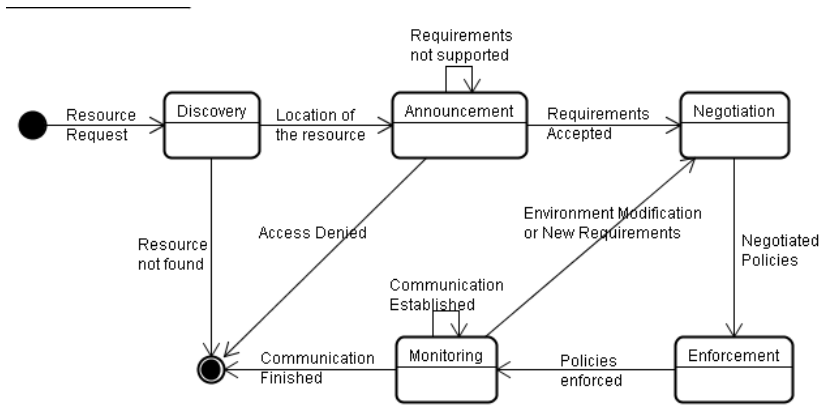 Requirements
not supported
Discovery
Announcement
Negotiation
Resource
Request
Location of
the resource
Requirements
Accepted
Access Denied
Environment Modification
or New Requirements
Resource
not found
Negotiated
Policies
Communication
Established
Monitoring
Enforcement
Communication
Finished
Policies
enforced